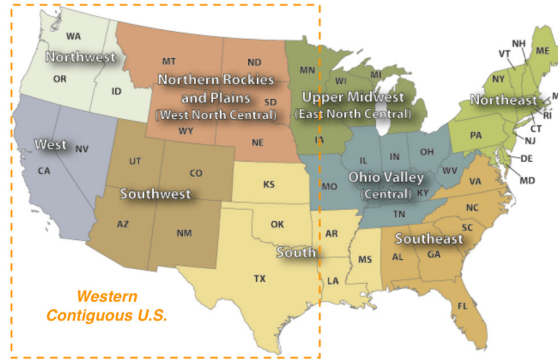 WA
Northwest
OR
ID
MT
ND
Northern Rockies
and Plains
(West North Central)
SD
WY
NE
MN
WI
MI
Upper Midwest
(East North Central)
IA
VT
NH
ME
NY
Northeast
M
RI
CT
NJ
PA
DE
MD
West
NV
CA
UT
CO
Southwest
AZ
NM
KS
OK
South
TX
AR
LA
MS
IL
IN
OH
WV
Ohio Valley
(Central)
MO
KY
TN
VA
NC
SC
Southeast
AL
GA
FL
Western
Contiguous U.S.